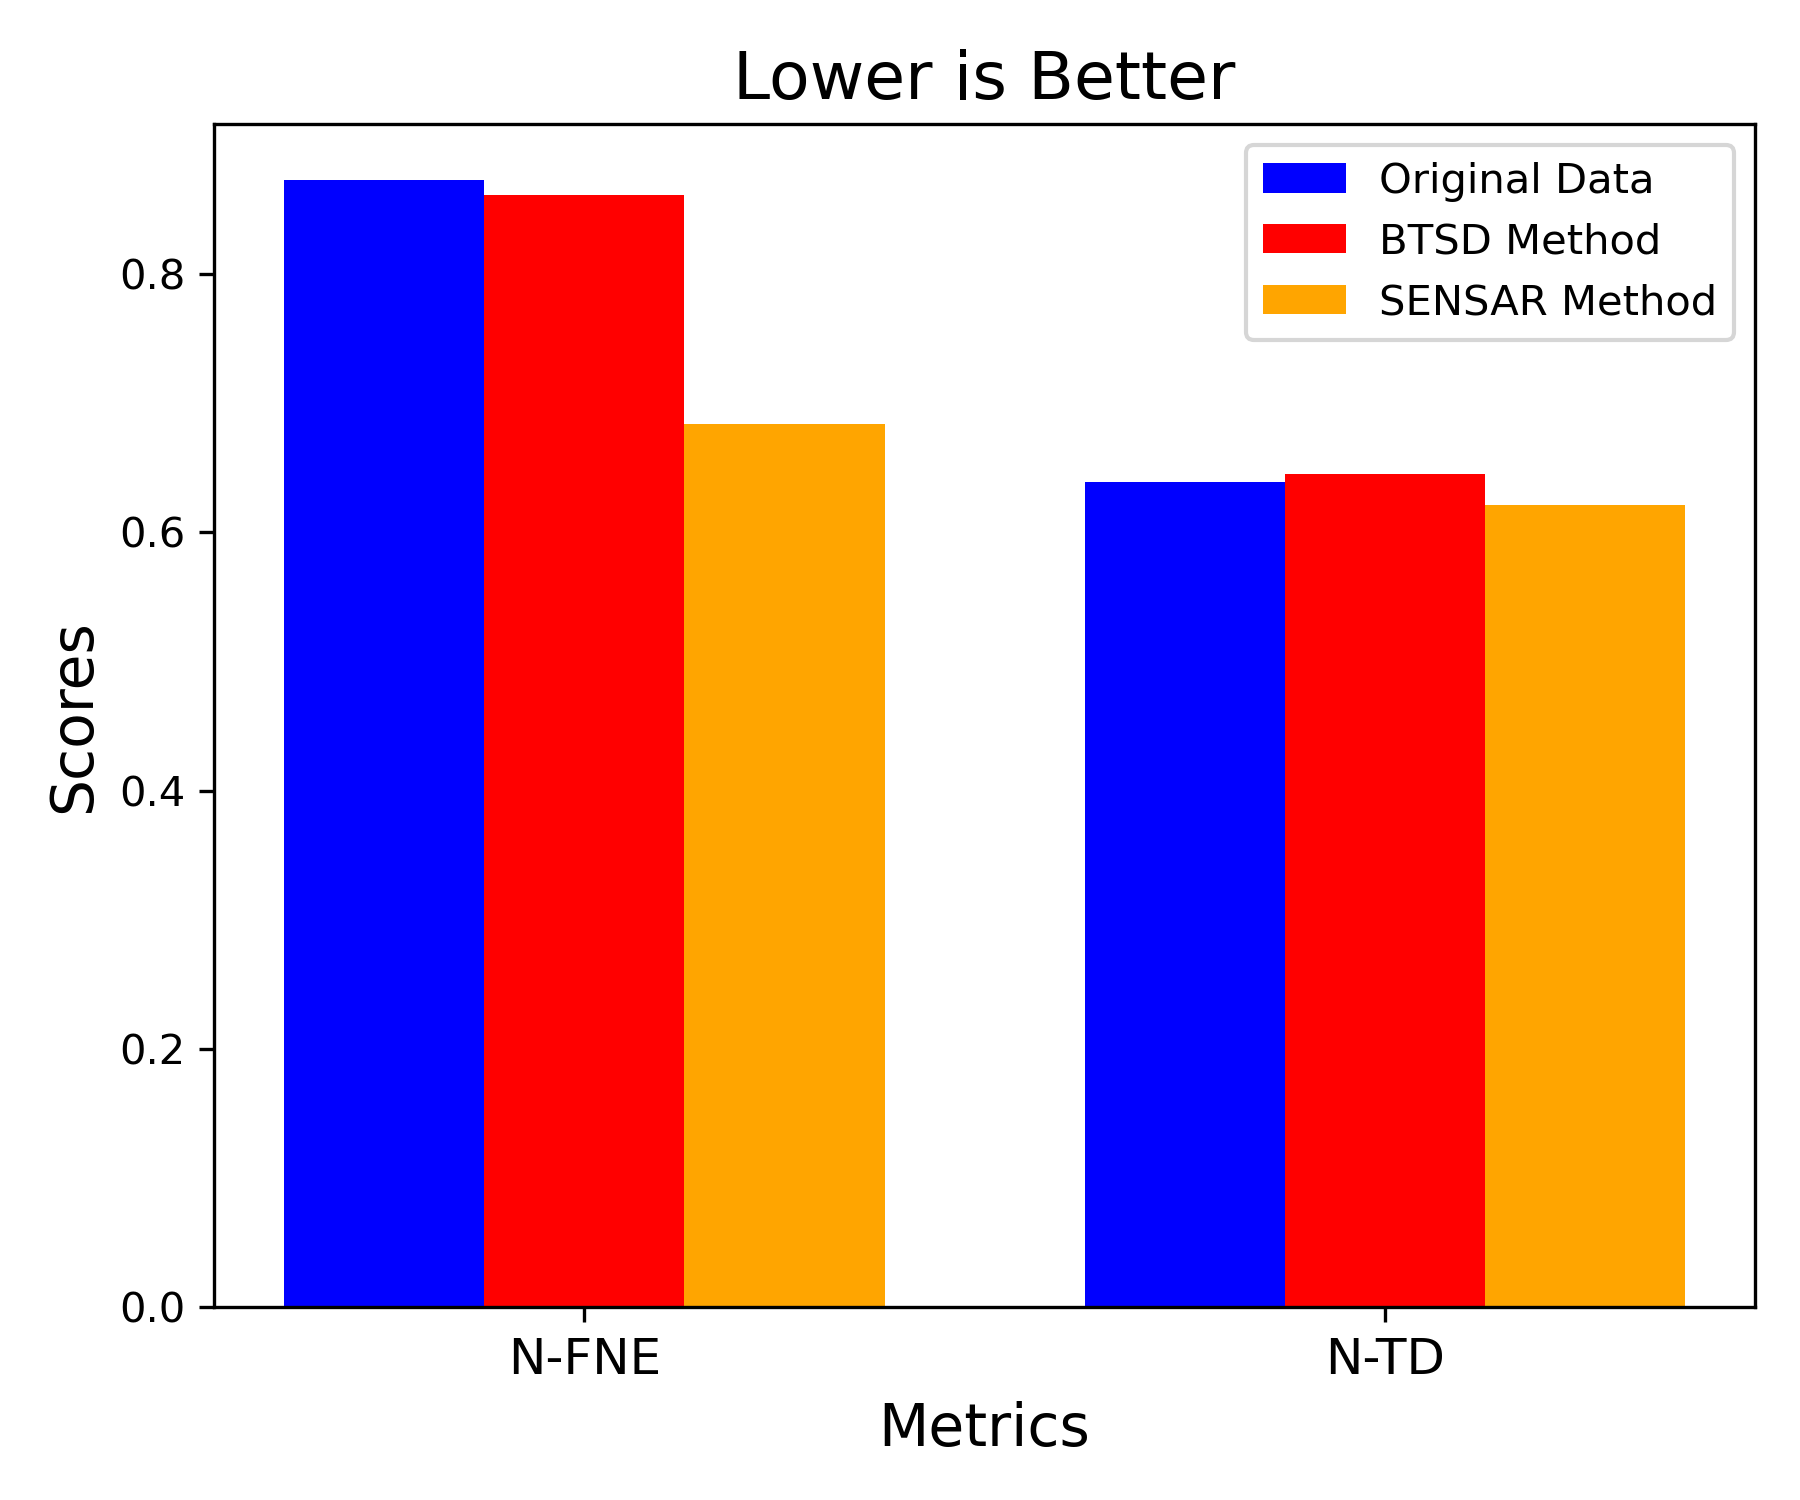 Lower is Better
Original Data
BTSD Method
SENSAR Method
0.8
0.6
0.4
0.2
0.0
Scores
N-FNE
N-TD
Metrics